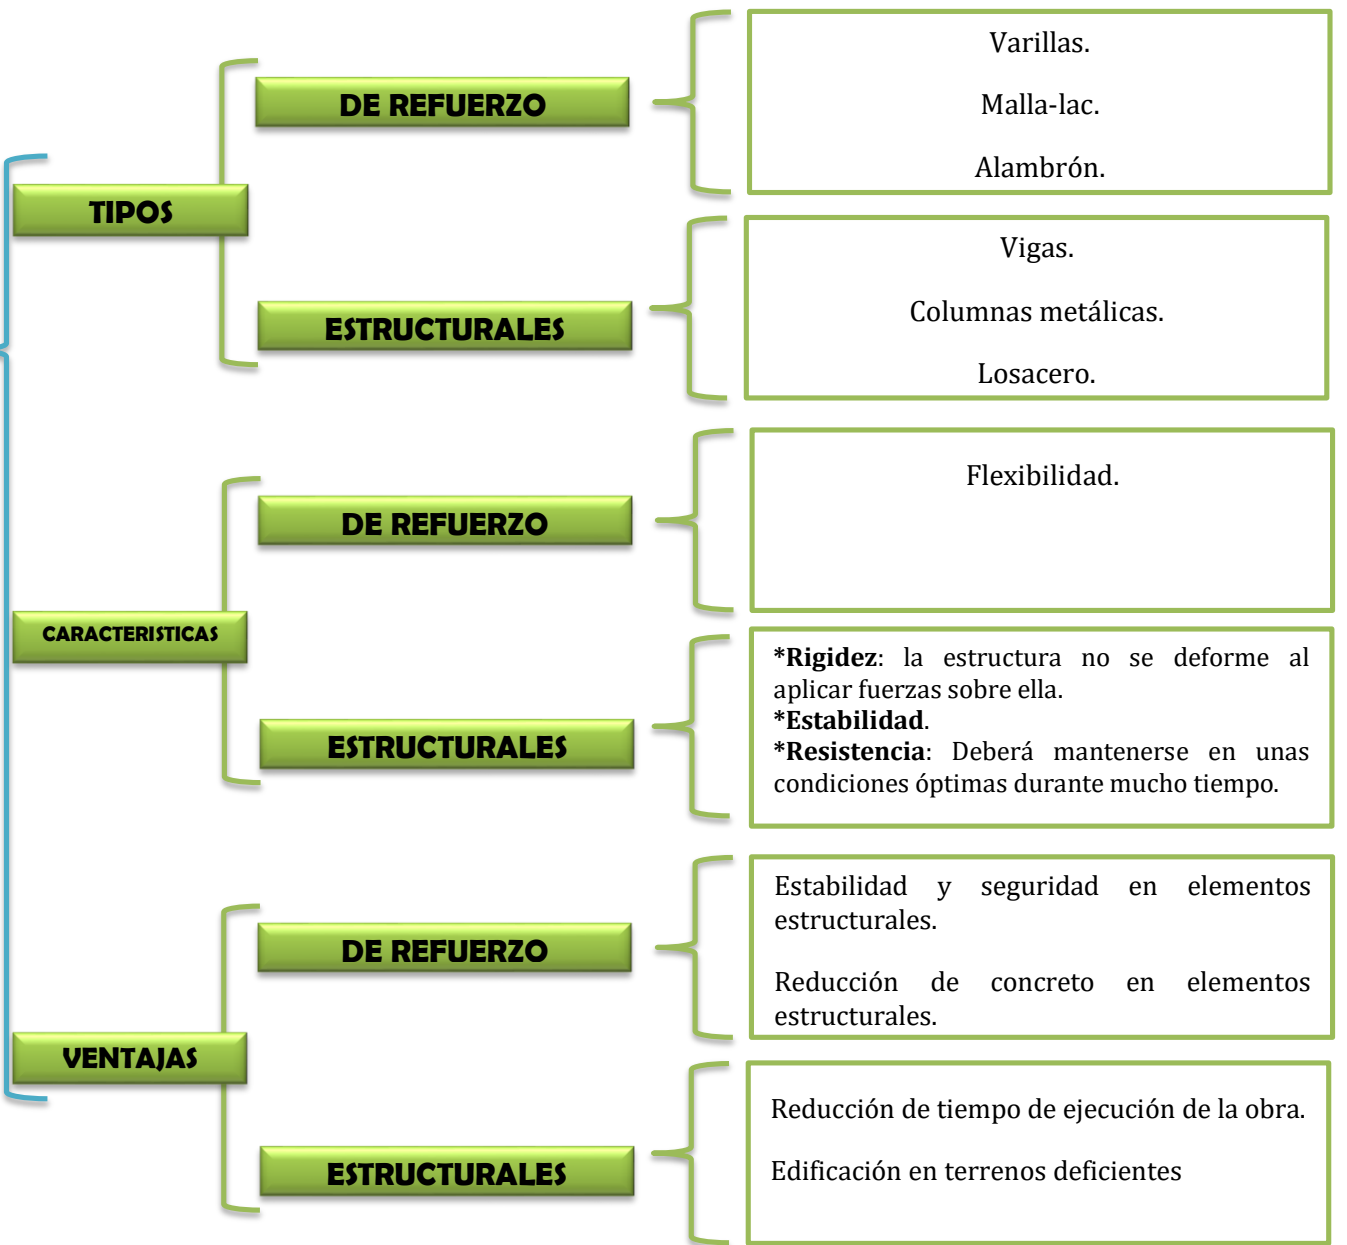 TIPOS
DE REFUERZO
Varillas.
Malla-lac.
Alambrón.
ESTRUCTURALES
Vigas.
Columnas metálicas.
Losacero.
CARACTERISTICAS
DE REFUERZO
Flexibilidad.
ESTRUCTURALES
*Rigidez: la estructura no se deforme al
aplicar fuerzas sobre ella.
*Estabilidad.
*Resistencia: Deberá mantenerse en unas
condiciones óptimas durante mucho tiempo.
VENTAJAS
DE REFUERZO
Estabilidad y seguridad en elementos
estructurales.
Reducción de concreto en elementos
estructurales.
ESTRUCTURALES
Reducción de tiempo de ejecución de la obra.
Edificación en terrenos deficientes